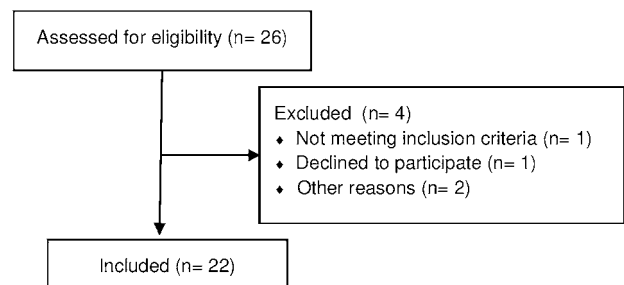 Assessed for eligibility (n= 26)
Excluded (n= 4)
♦ Not meeting inclusion criteria (n= 1)
♦ Declined to participate (n= 1)
♦ Other reasons (n= 2)
Included (n= 22)